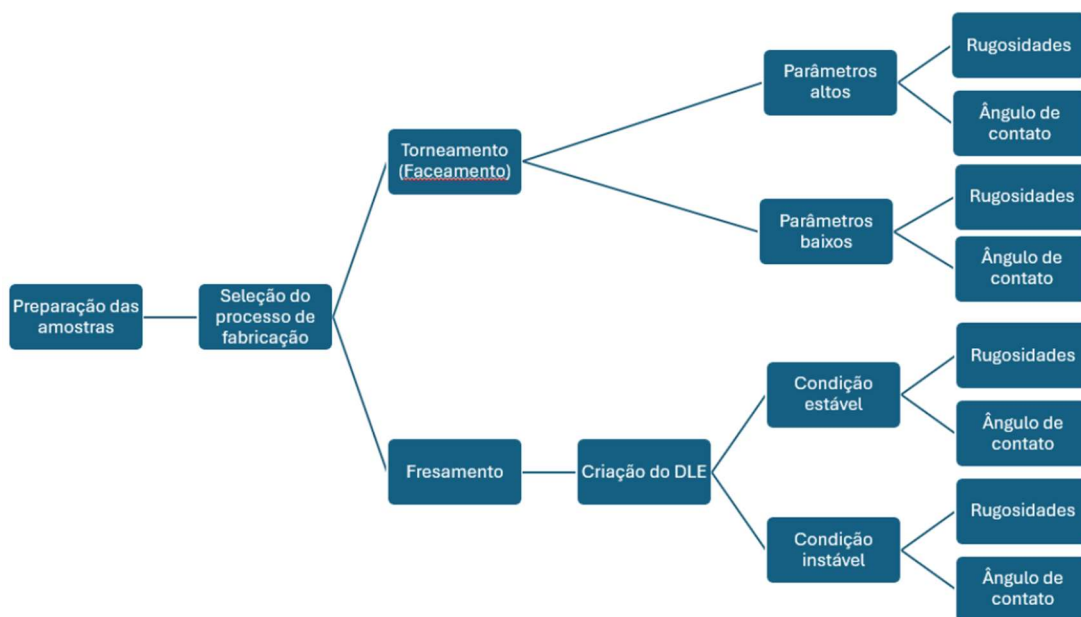 Preparação das
amostras
Seleção do
processo de
fabricação
Torneamento
(Faceamento)
Parâmetros
altos
Rugosidades
Ângulo de
contato
Parâmetros
baixos
Rugosidades
Ângulo de
contato
Fresamento
Criação do DLE
Condição
estável
Rugosidades
Ângulo de
contato
Condição
instável
Rugosidades
Ângulo de
contato